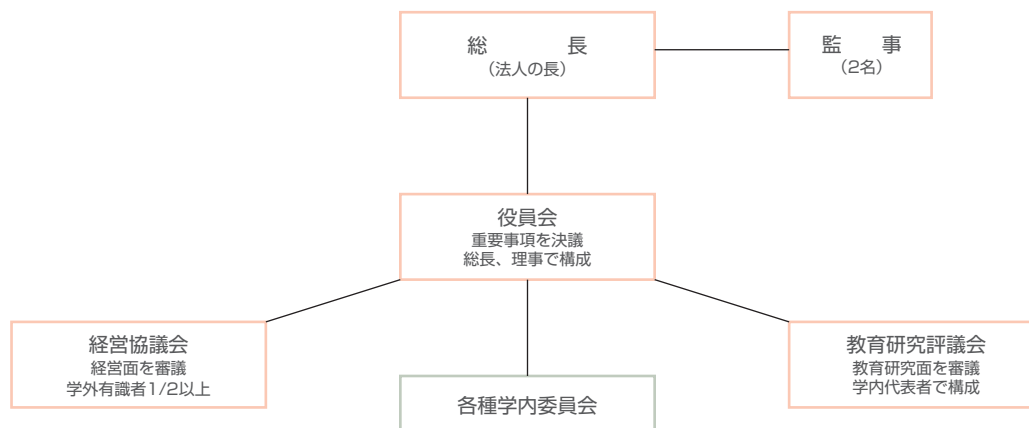 総　　　長
（法人の長）
監　事
（2名）
役員会
重要事項を決議
総長、理事で構成
経営協議会
経営面を審議
学外有識者1/2以上
各種学内委員会
教育研究評議会
教育研究面を審議
学内代表者で構成